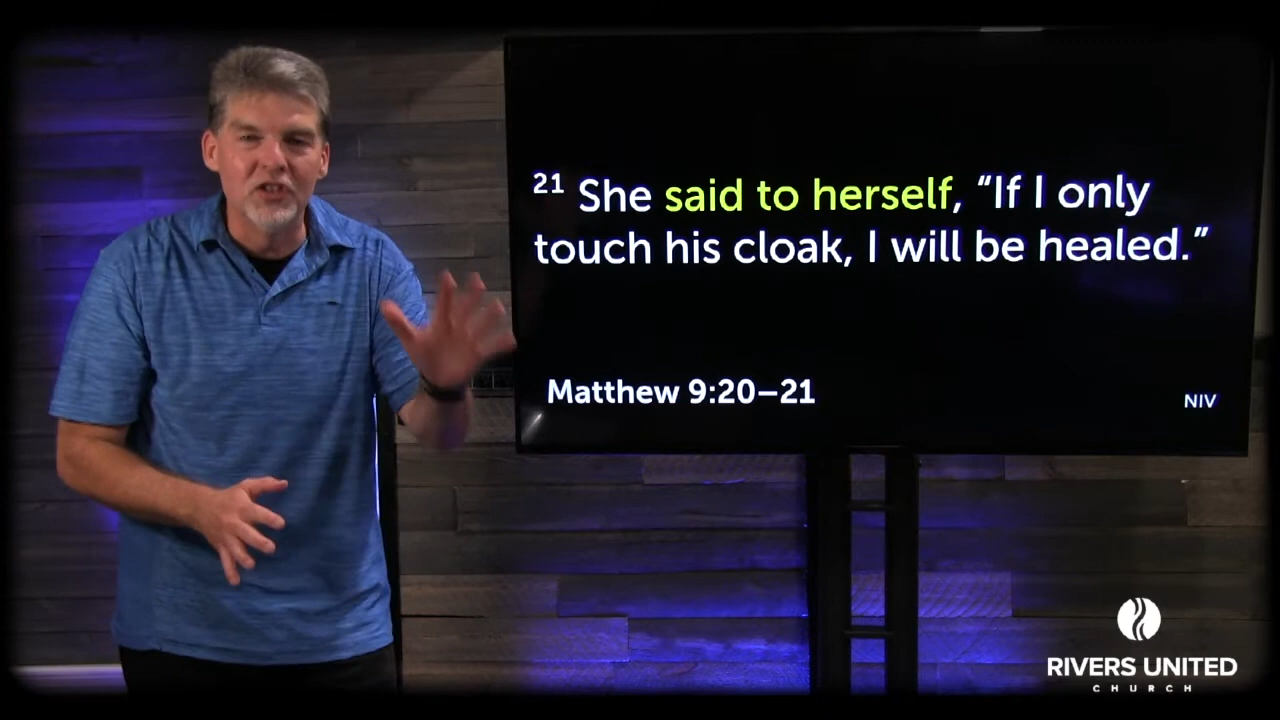 21 She said to herself, “If I only
touch his cloak, I will be healed.”
Matthew 9:20–21
NIV
RIVERS UNITED
CHURCH